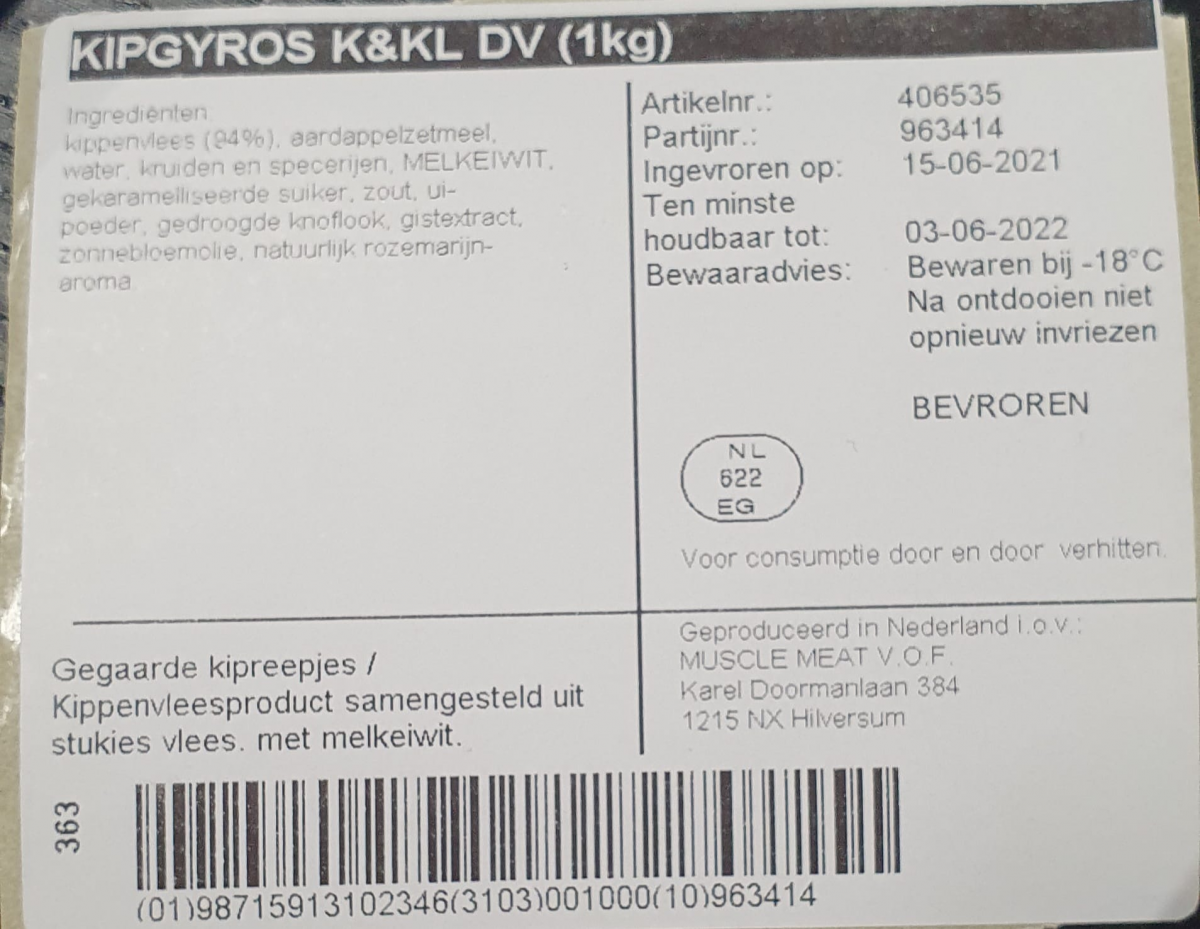 KIPGYROS K&KL DV (1kg)
Ingrediënten:
kippenvlees (94%), aardappelzetmeel,
water, kruiden en specerijen, MELKEIWIT,
gekaramelliseerde suiker, zout, ui-
poeder, gedroogde knoflook, gistextract,
zonnebloemolie, natuurlijk rozemarijn-
aroma.
Artikelnr.: 406535
Partijnr.: 963414
Ingevroren op: 15-06-2021
Ten minste
houdbaar tot: 03-06-2022
Bewaaradvies: Bewaren bij -18°C
Na ontdooien niet
opnieuw invriezen
BEVROREN
NL
622
EG
Voor consumptie door en door verhitten.
Gegaarde kipreepjes /
Kippenvleesproduct samengesteld uit
stukjes vlees. met melkeiwit.
Geproduceerd in Nederland i.o.v.:
MUSCLE MEAT V.O.F.
Karel Doormanlaan 384
1215 NX Hilversum
363
(01)98715913102346(3103)001000(10)963414